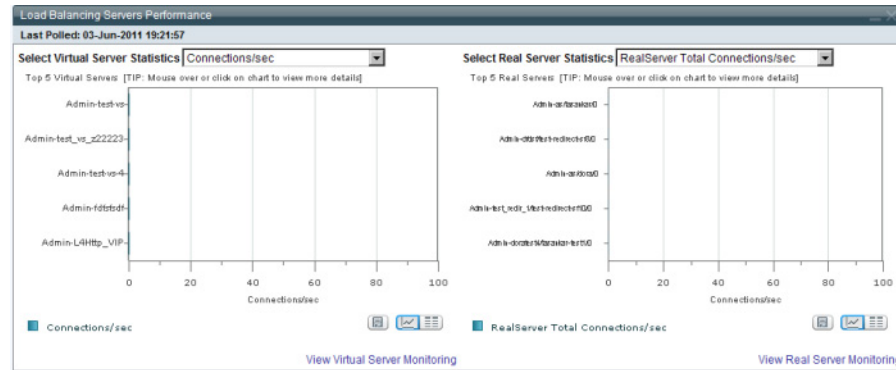 Load Balancing Servers Performance
Last Polled: 03-Jun-2011 19:21:57
Select Virtual Server Statistics Connections/sec
Top 5 Virtual Servers [TIP: Mouse over or click on chart to view more details]
Admin-test-vs
Admin-test_vs_z22223
Admin-test-vs-4
Admin-fdfsfsdf
Admin-L4Http_VIP
0 20 40 60 80 100
Connections/sec
Connections/sec
View Virtual Server Monitoring
Select Real Server Statistics RealServer Total Connections/sec
Top 5 Real Servers [TIP: Mouse over or click on chart to view more details]
0 20 40 60 80 100
Connections/sec
RealServer Total Connections/sec
View Real Server Monitoring